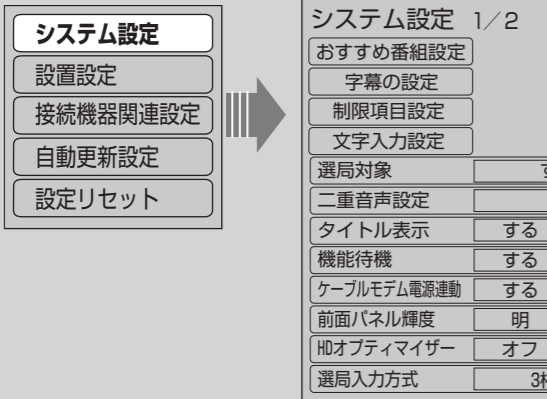 システム設定
設置設定
接続機器関連設定
自動更新設定
設定リセット
システム設定 1／2
おすすめ番組設定
字幕の設定
制限項目設定
文字入力設定
選局対象
二重音声設定
タイトル表示 する
機能待機 する
ケーブルモデム電源連動 する
前面パネル輝度 明
HDオプティマイザー オフ
選局入力方式